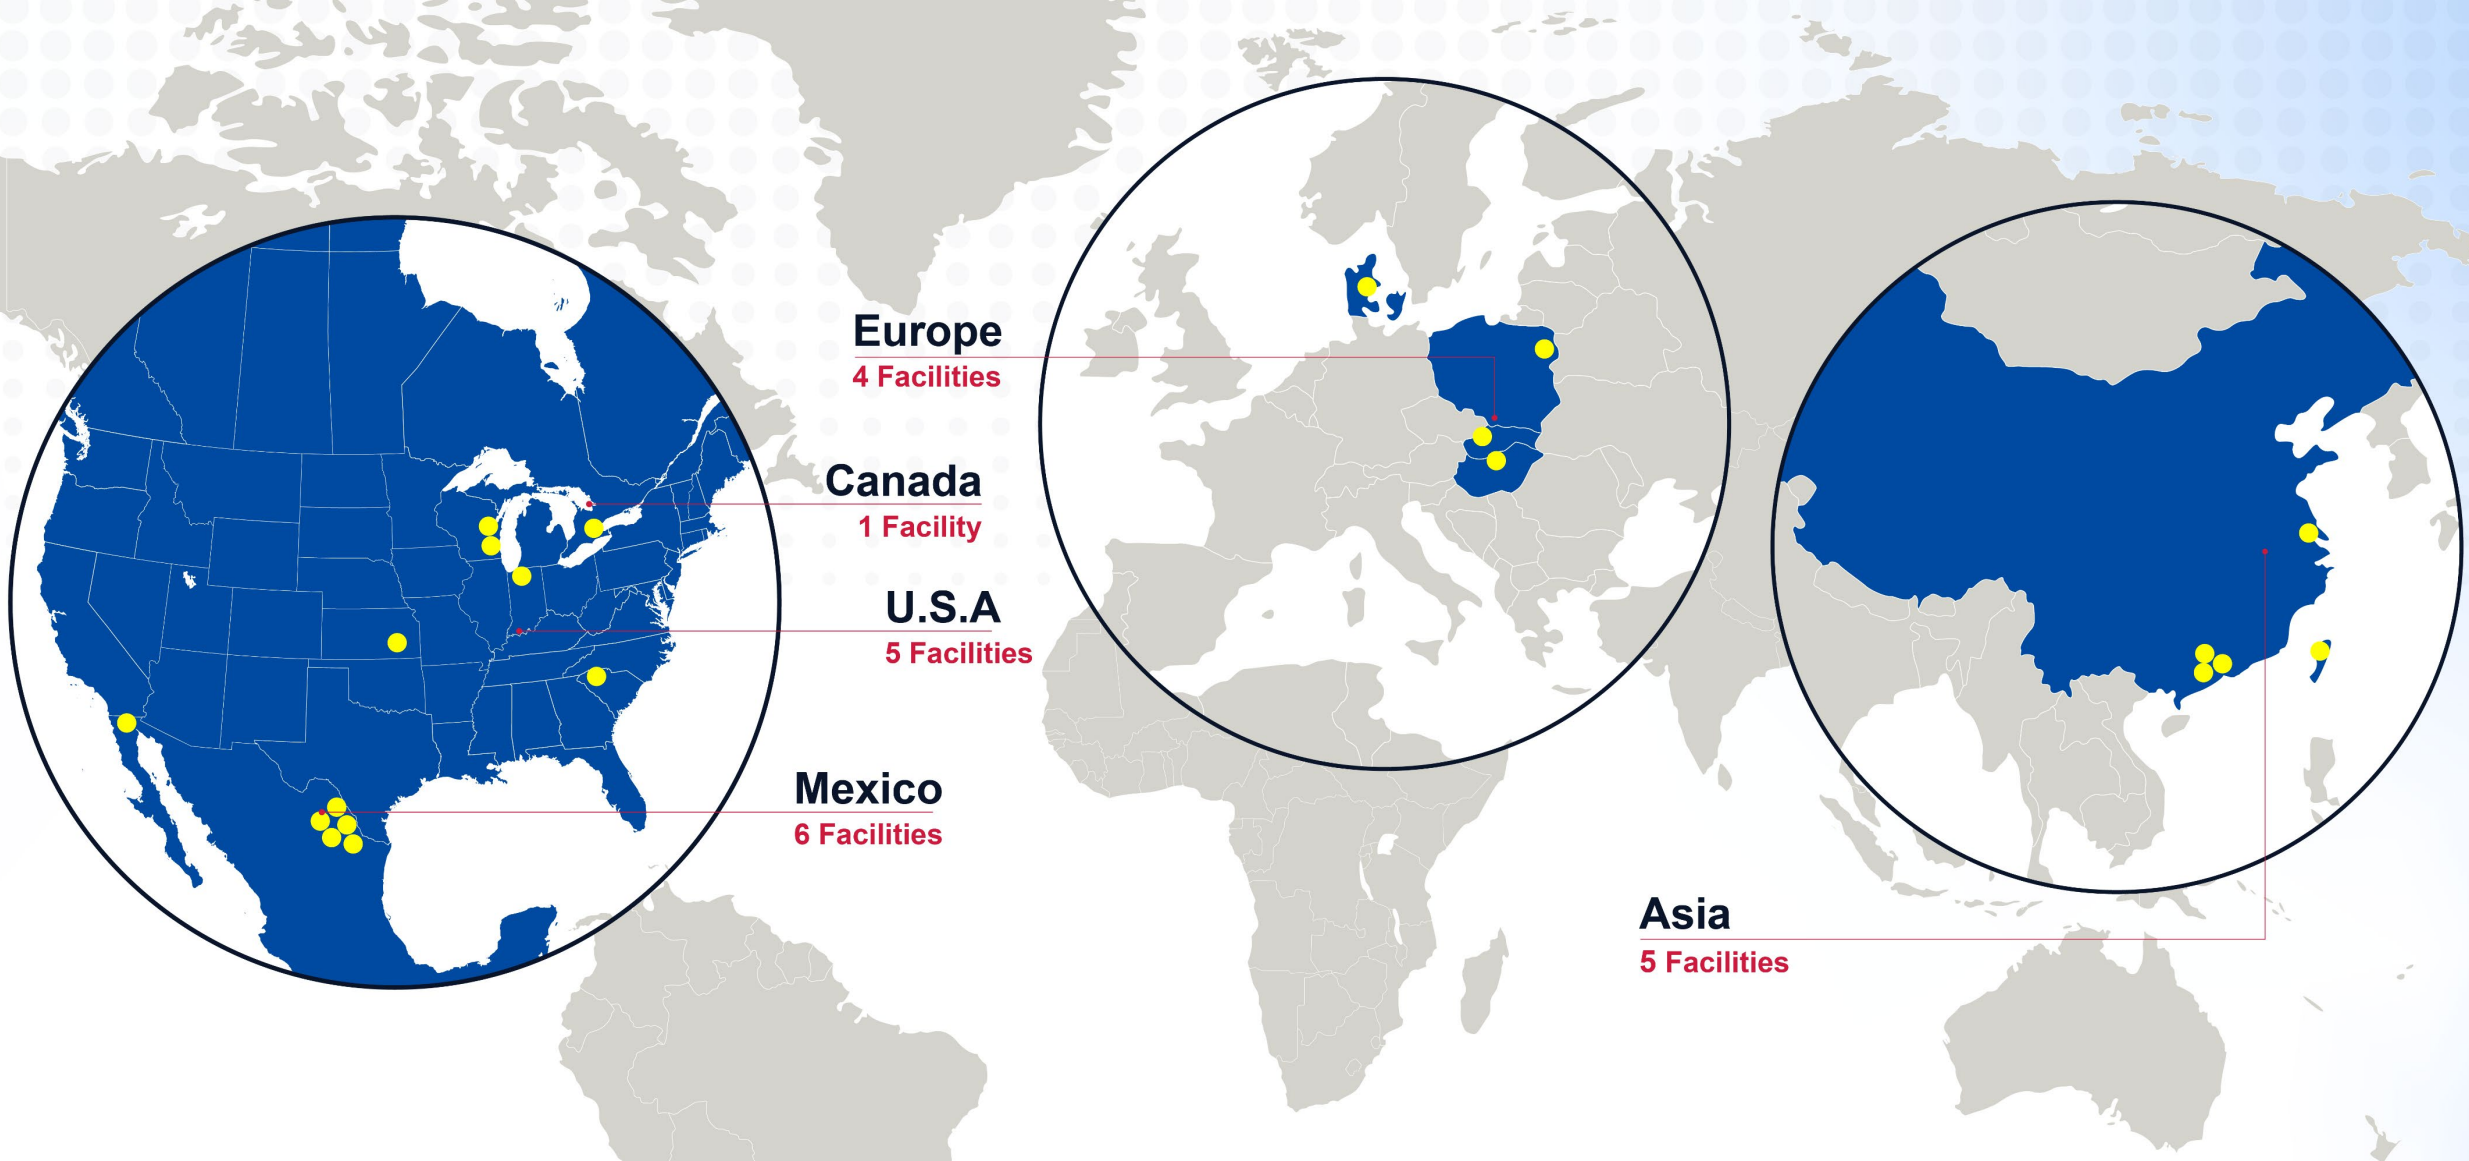 Europe
4 Facilities
Canada
1 Facility
U.S.A
5 Facilities
Mexico
6 Facilities
Asia
5 Facilities